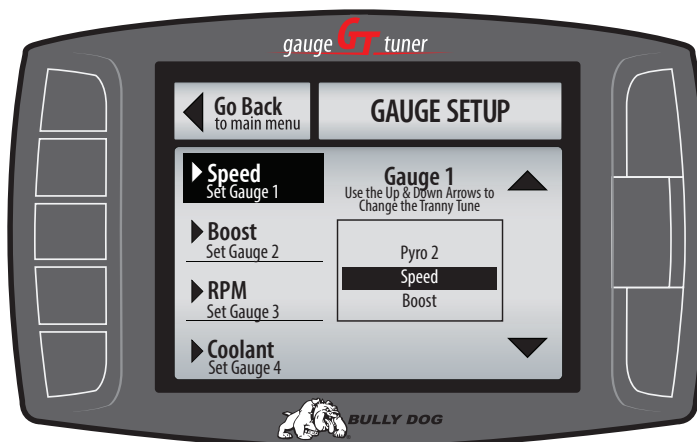 gauge GT tuner
Go Back
to main menu
GAUGE SETUP
Speed
Set Gauge 1
Boost
Set Gauge 2
RPM
Set Gauge 3
Coolant
Set Gauge 4
Gauge 1
Use the Up & Down Arrows to
Change the Tranny Tune
Pyro 2
Speed
Boost
BULLY DOG